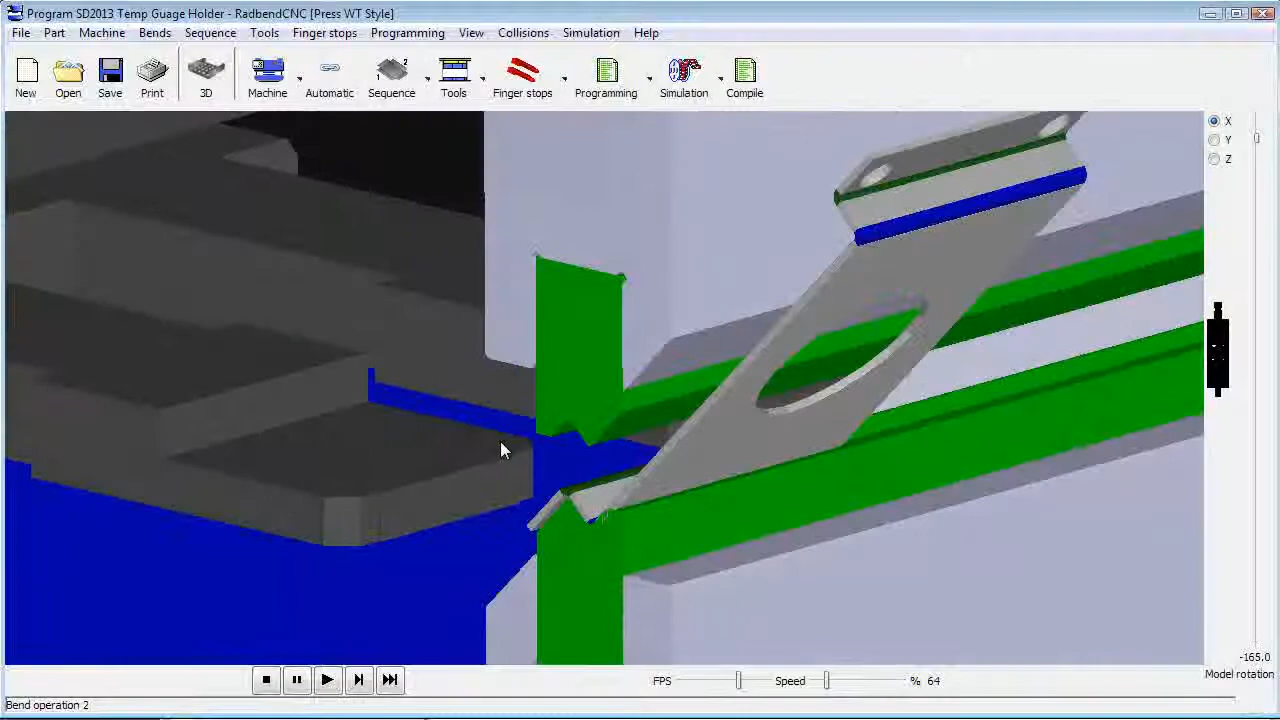 Program SD2013 Temp Guage Holder - RadbendCNC [Press WT Style]
File Part Machine Bends Sequence Tools Finger stops Programming View Collisions Simulation Help
New Open Save Print 3D Machine Automatic Sequence Tools Finger stops Programming Simulation Compile
X
Y
Z
-165.0
Model rotation
FPS Speed % 64
Bend operation 2